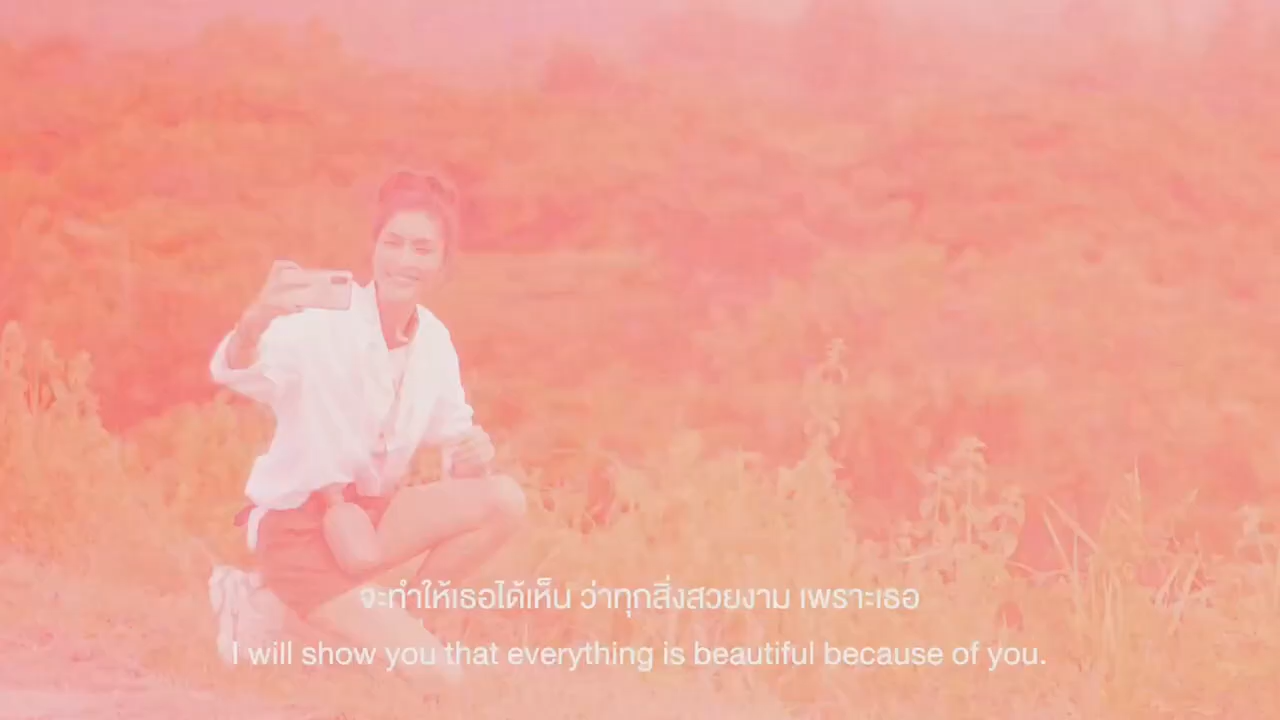 จะทำให้เธอได้เห็น ว่าทุกสิ่งสวยงาม เพราะเธอ
I will show you that everything is beautiful because of you.